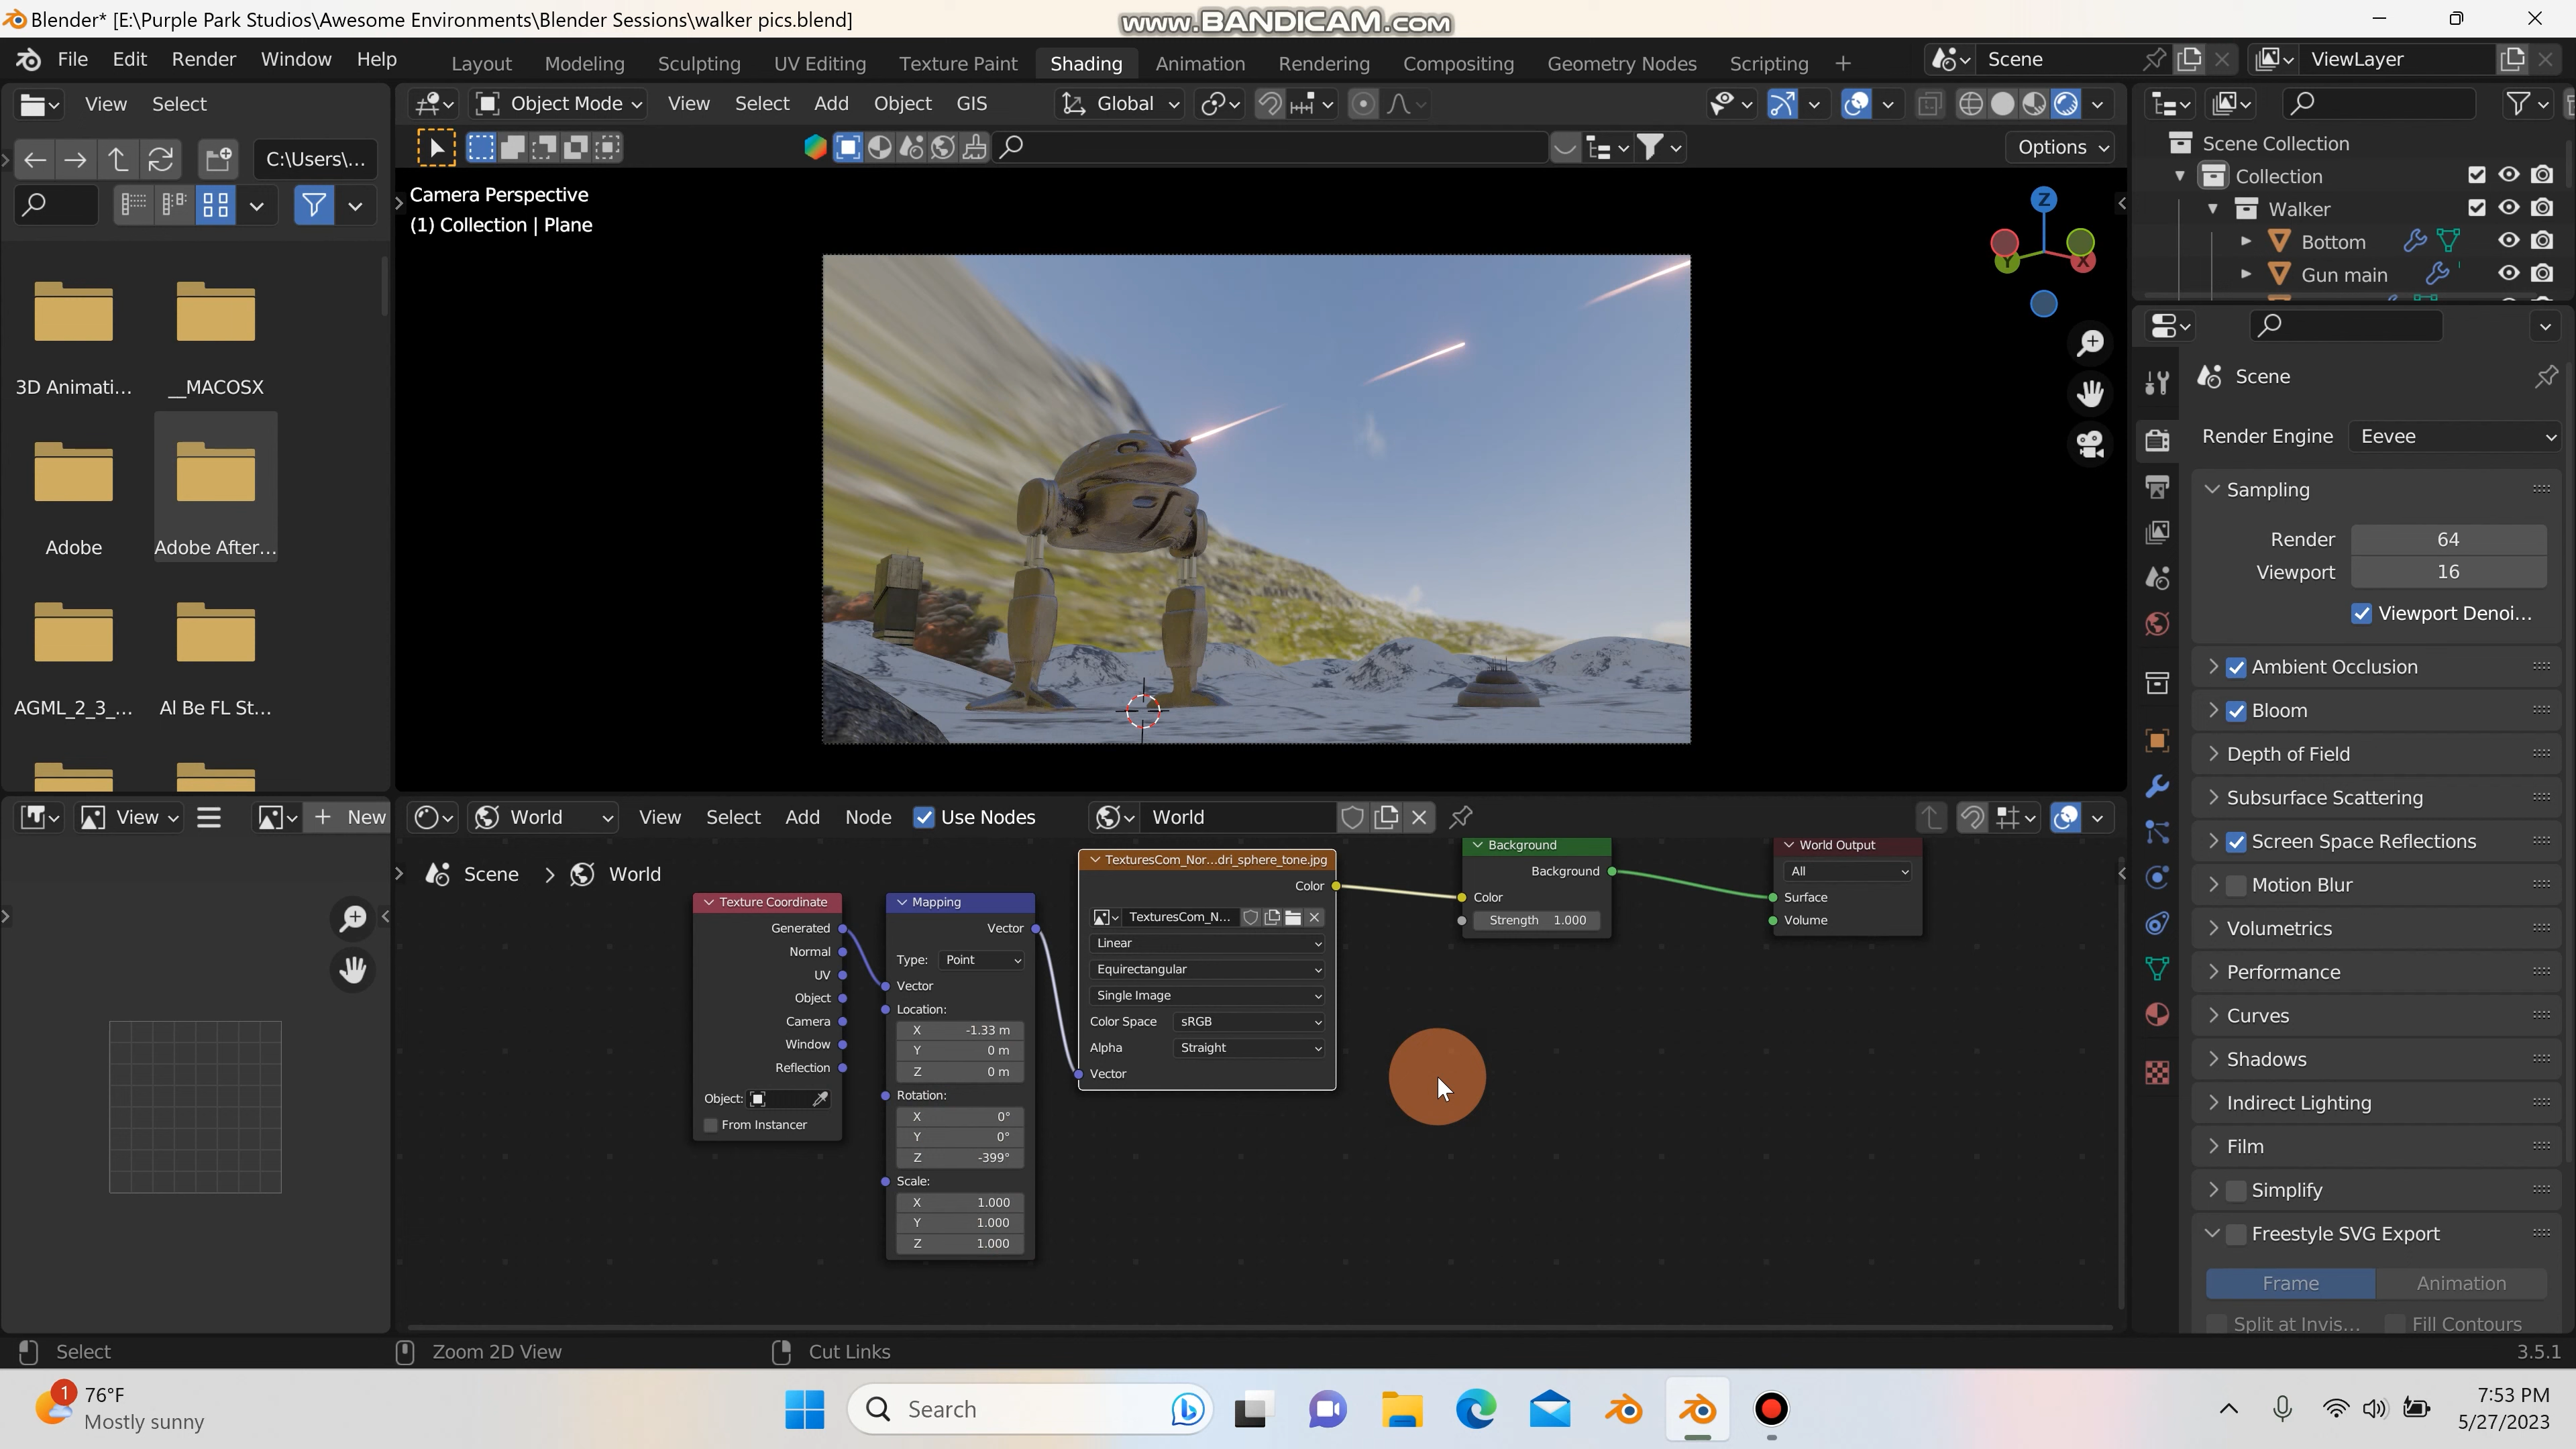 Blender* [E:\Purple Park Studios\Awesome Environments\Blender Sessions\walker pics.blend]
www.BANDICAM.com
File Edit Render Window Help
Layout Modeling Sculpting UV Editing Texture Paint Shading Animation Rendering Compositing Geometry Nodes Scripting +
Scene
ViewLayer
View Select
Object Mode View Select Add Object GIS
Global
C:\Users\...
Options
Camera Perspective
(1) Collection | Plane
Z
Y
X
3D Animati...
__MACOSX
Adobe
Adobe After...
AGML_2_3_...
AI Be FL St...
Scene Collection
Collection
Walker
Bottom
Gun main
Scene
Render Engine Eevee
Sampling
Render 64
Viewport 16
Viewport Denoi...
Ambient Occlusion
Bloom
Depth of Field
Subsurface Scattering
Screen Space Reflections
Motion Blur
Volumetrics
Performance
Curves
Shadows
Indirect Lighting
Film
Simplify
Freestyle SVG Export
Frame Animation
Split at Invis... Fill Contours
View
New
World View Select Add Node Use Nodes
World
Scene > World
Texture Coordinate
Generated
Normal
UV
Object
Camera
Window
Reflection
Object:
From Instancer
Mapping
Vector
Type: Point
Vector
Location:
X -1.33 m
Y 0 m
Z 0 m
Rotation:
X 0°
Y 0°
Z -399°
Scale:
X 1.000
Y 1.000
Z 1.000
TexturesCom_Nor...dri_sphere_tone.jpg
Color
TexturesCom_N...
Linear
Equirectangular
Single Image
Color Space sRGB
Alpha Straight
Vector
Background
Background
Color
Strength 1.000
World Output
All
Surface
Volume
Select
Zoom 2D View
Cut Links
3.5.1
1
76°F
Mostly sunny
Search
7:53 PM
5/27/2023